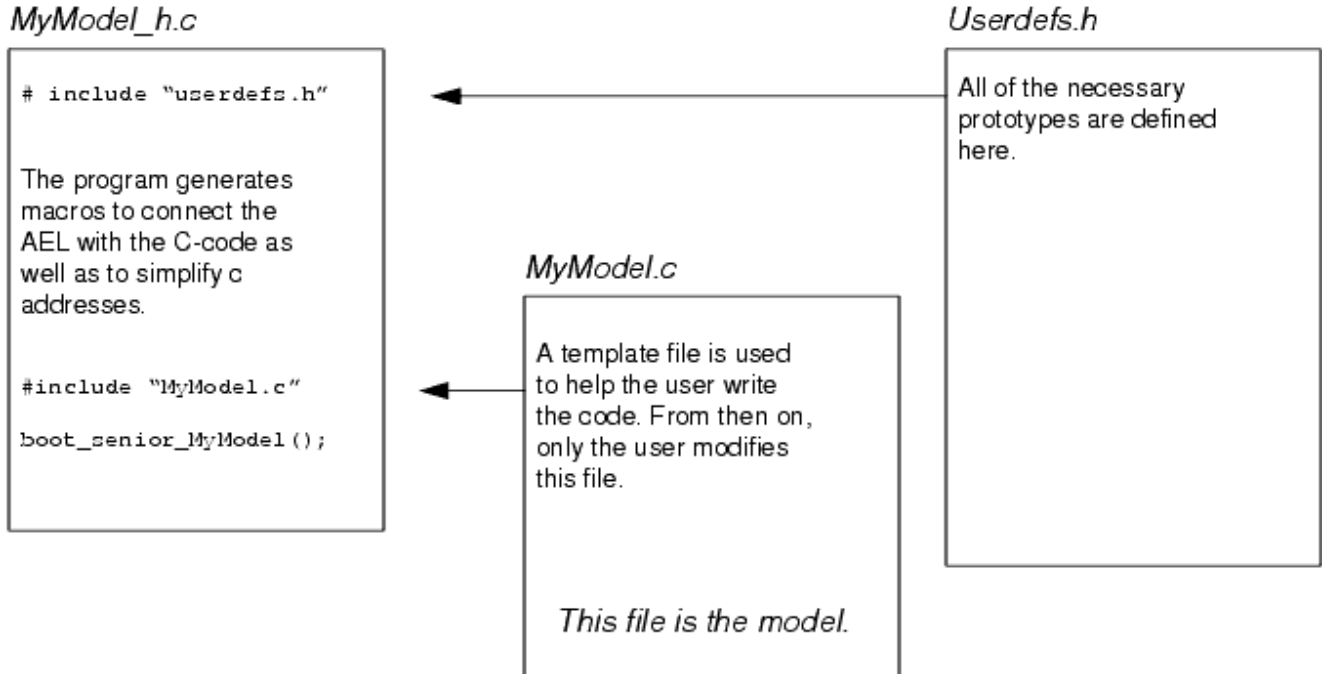 MyModel_h.c
# include “userdefs.h”
The program generates
macros to connect the
AEL with the C-code as
well as to simplify c
addresses.
#include “MyModel.c”
boot_senior_MyModel();
MyModel.c
A template file is used
to help the user write
the code. From then on,
only the user modifies
this file.
This file is the model.
Userdefs.h
All of the necessary
prototypes are defined
here.